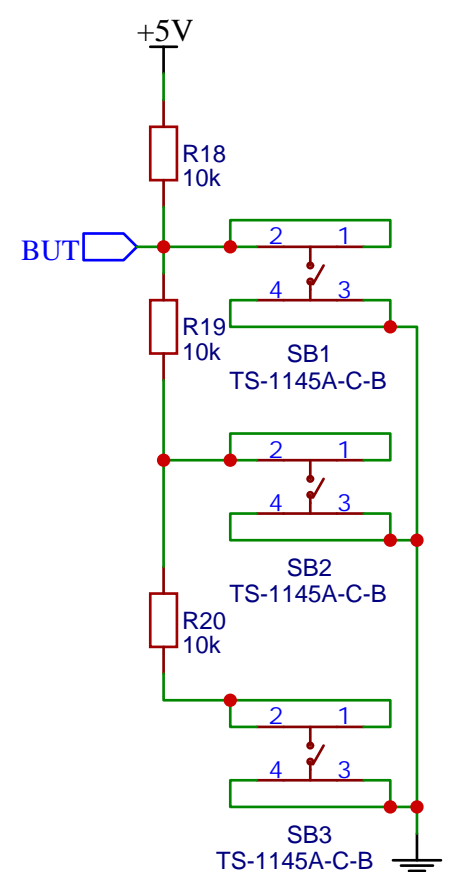 +5V
R18
10k
BUT
2 1
4 3
R19
10k
SB1
TS-1145A-C-B
2 1
4 3
SB2
TS-1145A-C-B
R20
10k
2 1
4 3
SB3
TS-1145A-C-B